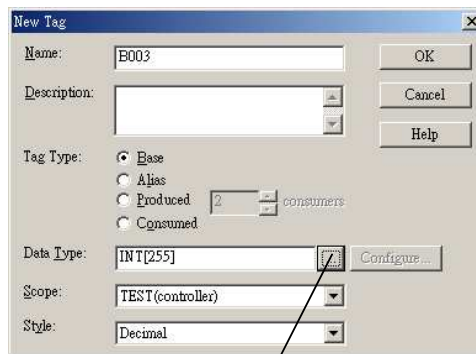 New Tag
Name: B003 OK
Description: Cancel
Help
Tag Type: Base
Alias
Produced 2 consumers
Consumed
Data Type: INT[255] ... Configure...
Scope: TEST(controller)
Style: Decimal